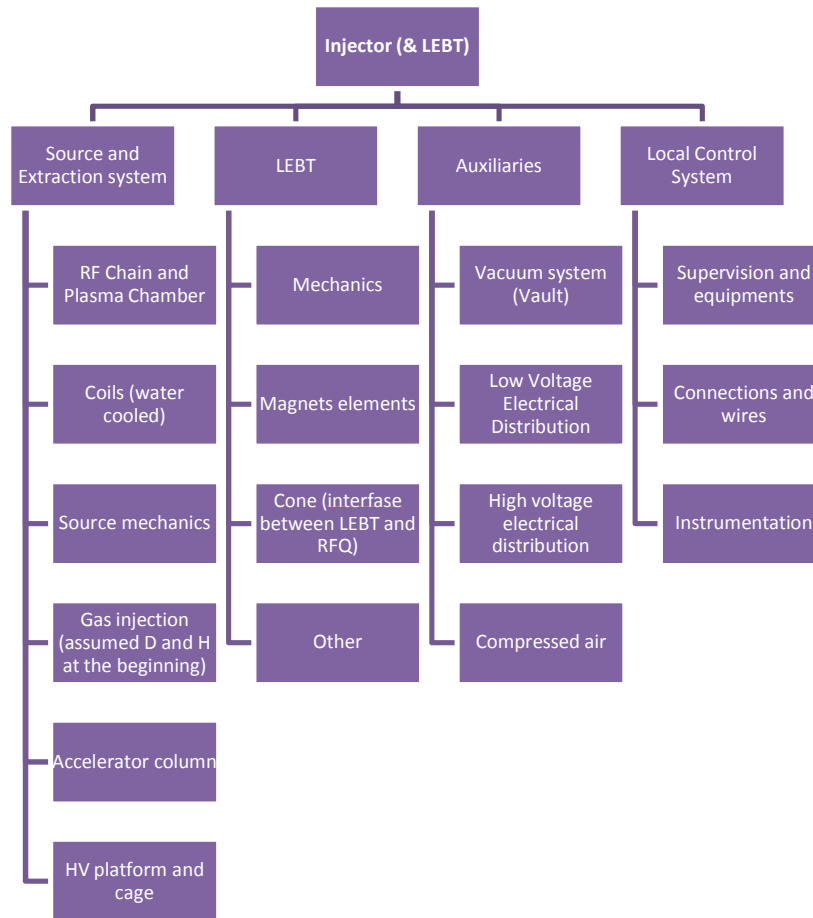 Injector (& LEBT)
Source and
Extraction system
LEBT
Auxiliaries
Local Control
System
RF Chain and
Plasma Chamber
Mechanics
Vacuum system
(Vault)
Supervision and
equipments
Coils (water
cooled)
Magnets elements
Low Voltage
Electrical
Distribution
Connections and
wires
Source mechanics
Cone (interfase
between LEBT and
RFQ)
High voltage
electrical
distribution
Instrumentation
Gas injection
(assumed D and H
at the beginning)
Other
Compressed air
Accelerator column
HV platform and
cage